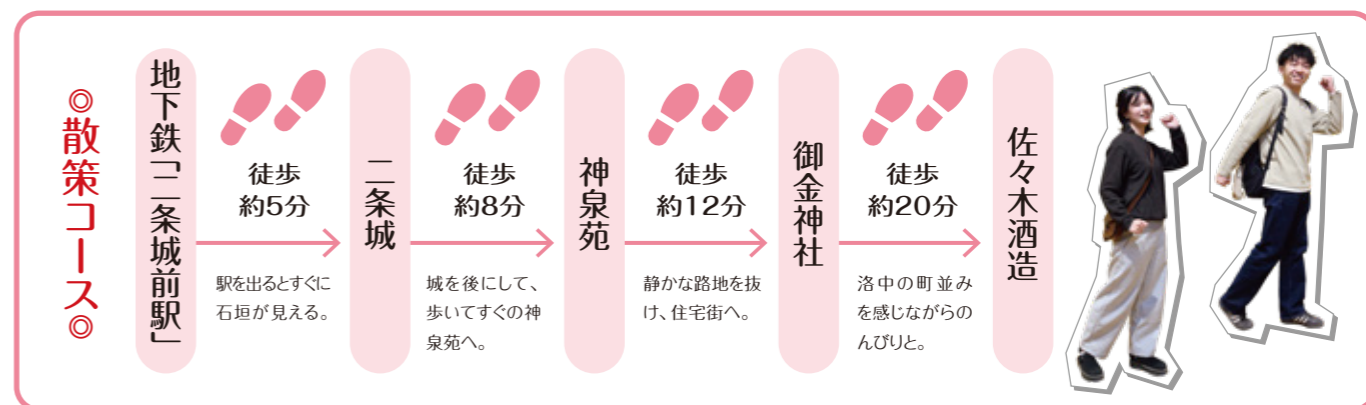 ◎散策コース◎
地下鉄「二条城前駅」
徒歩
約5分
駅を出るとすぐに
石垣が見える。
二条城
徒歩
約8分
城を後にして、
歩いてすぐの神
泉苑へ。
神泉苑
徒歩
約12分
静かな路地を抜
け、住宅街へ。
御金神社
徒歩
約20分
洛中の町並み
を感じながらの
んびりと。
佐々木酒造